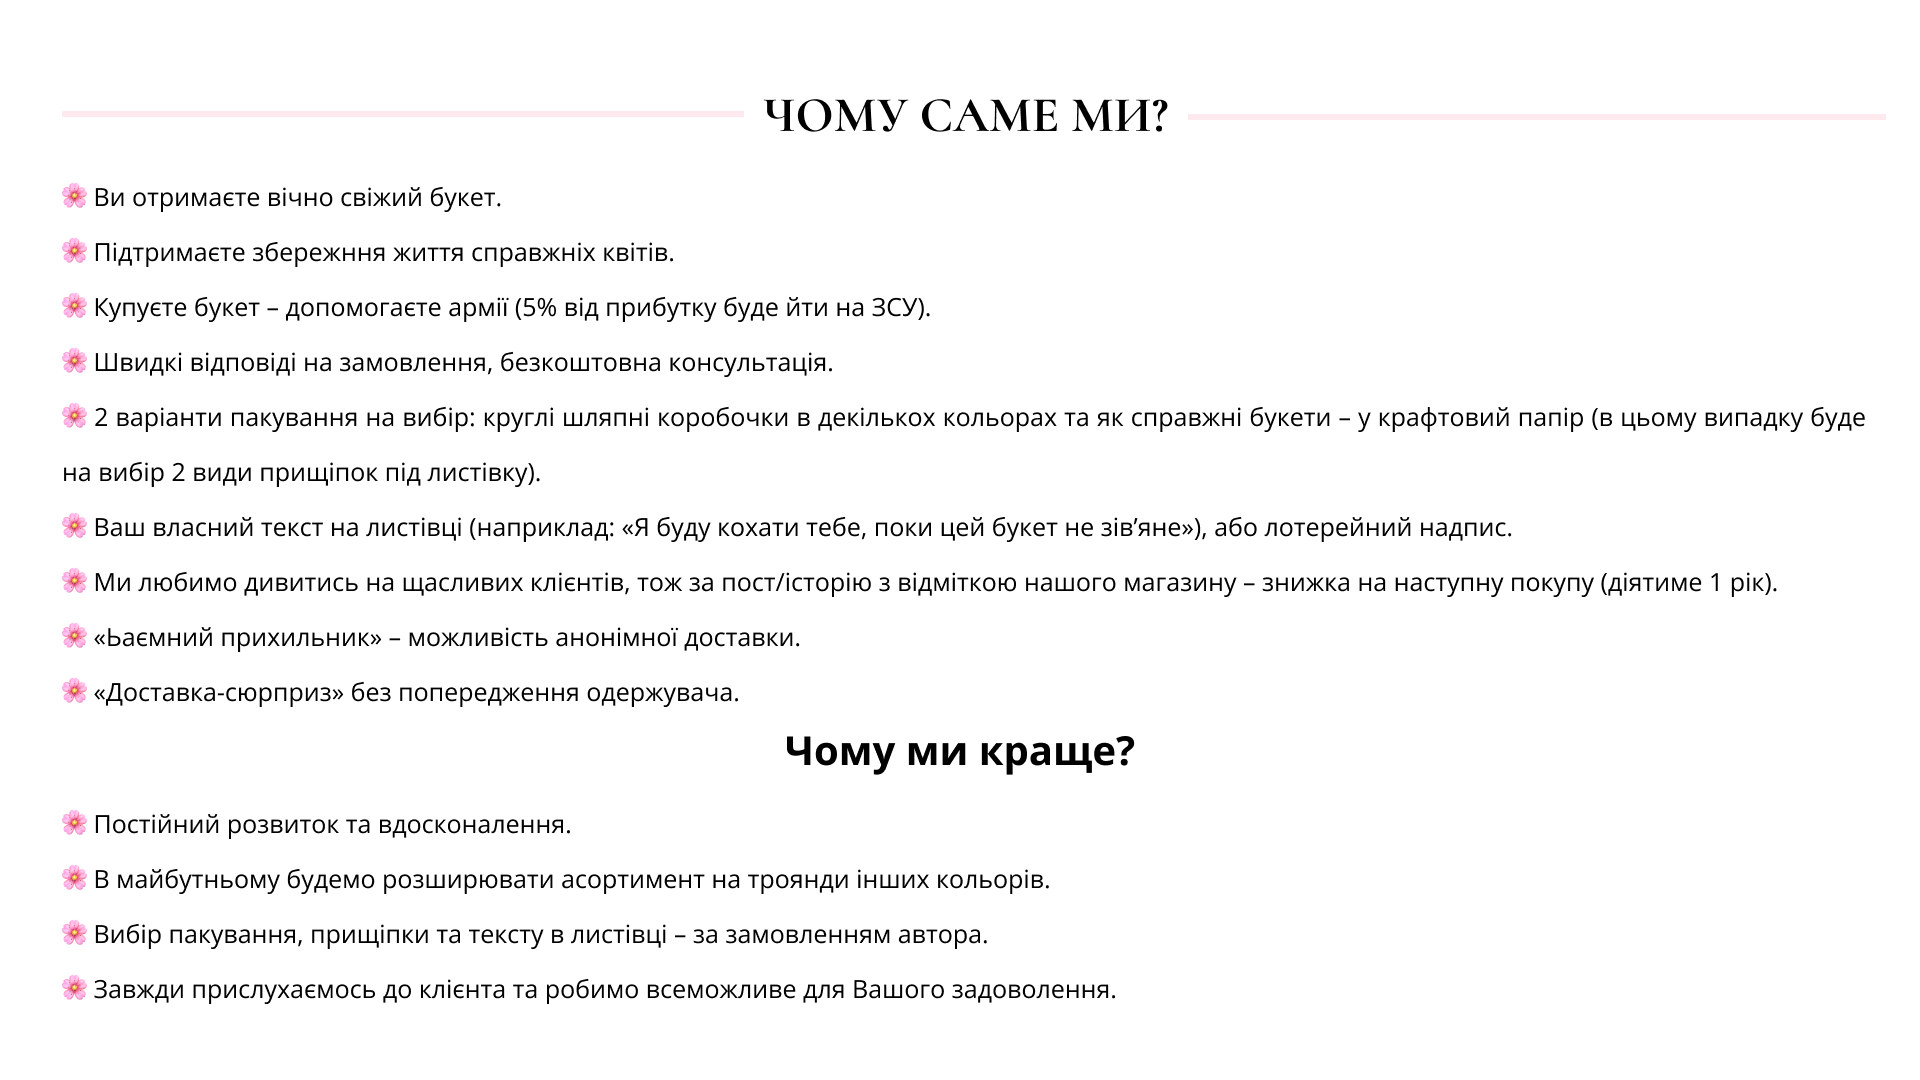 ЧОМУ САМЕ МИ?
🌸 Ви отримаєте вічно свіжий букет.
🌸 Підтримаєте збережння життя справжніх квітів.
🌸 Купуєте букет – допомогаєте армії (5% від прибутку буде йти на ЗСУ).
🌸 Швидкі відповіді на замовлення, безкоштовна консультація.
🌸 2 варіанти пакування на вибір: круглі шляпні коробочки в декількох кольорах та як справжні букети – у крафтовий папір (в цьому випадку буде
на вибір 2 види прищіпок під листівку).
🌸 Ваш власний текст на листівці (наприклад: «Я буду кохати тебе, поки цей букет не зів’яне»), або лотерейний надпис.
🌸 Ми любимо дивитись на щасливих клієнтів, тож за пост/історію з відміткою нашого магазину – знижка на наступну покупу (діятиме 1 рік).
🌸 «Ьаємний прихильник» – можливість анонімної доставки.
🌸 «Доставка-сюрприз» без попередження одержувача.
Чому ми краще?
🌸 Постійний розвиток та вдосконалення.
🌸 В майбутньому будемо розширювати асортимент на троянди інших кольорів.
🌸 Вибір пакування, прищіпки та тексту в листівці – за замовленням автора.
🌸 Завжди прислухаємось до клієнта та робимо всеможливе для Вашого задоволення.